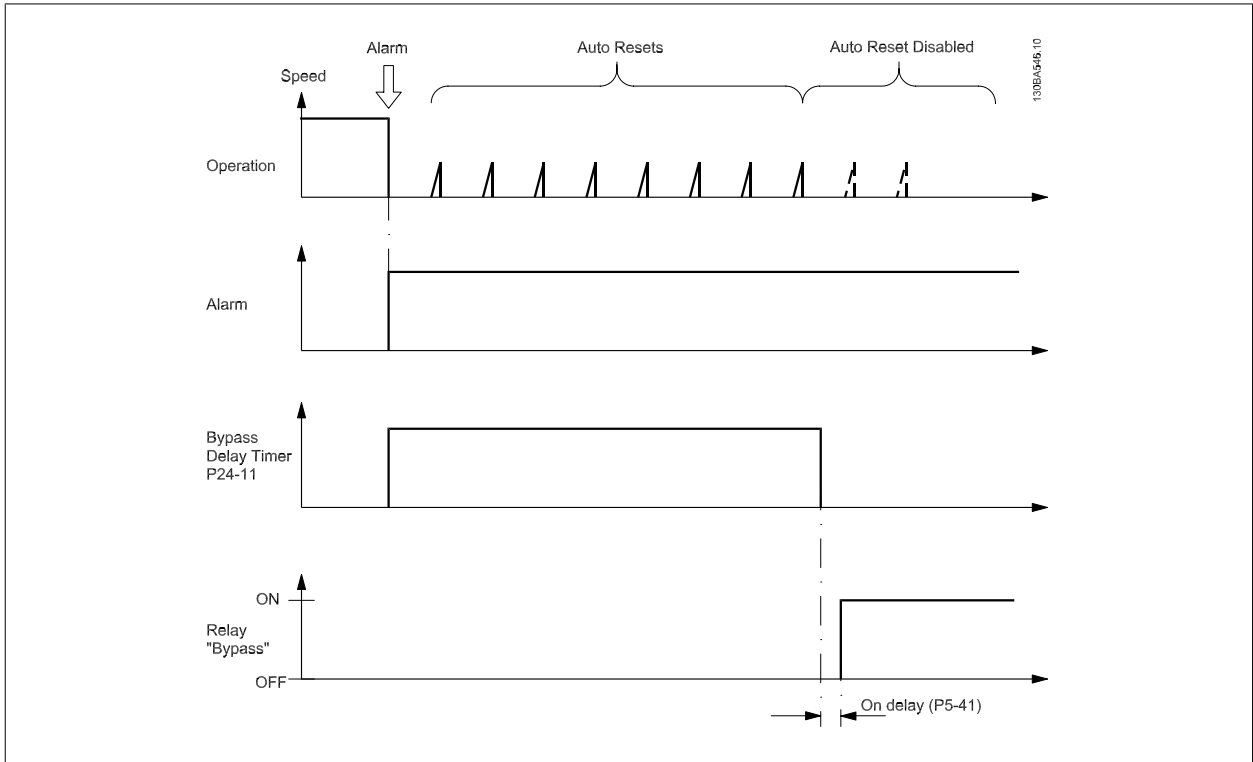 Alarm
Auto Resets
Auto Reset Disabled
130BA546.10
Speed
Operation
Alarm
Bypass
Delay Timer
P24-11
ON
Relay
"Bypass"
OFF
On delay (P5-41)